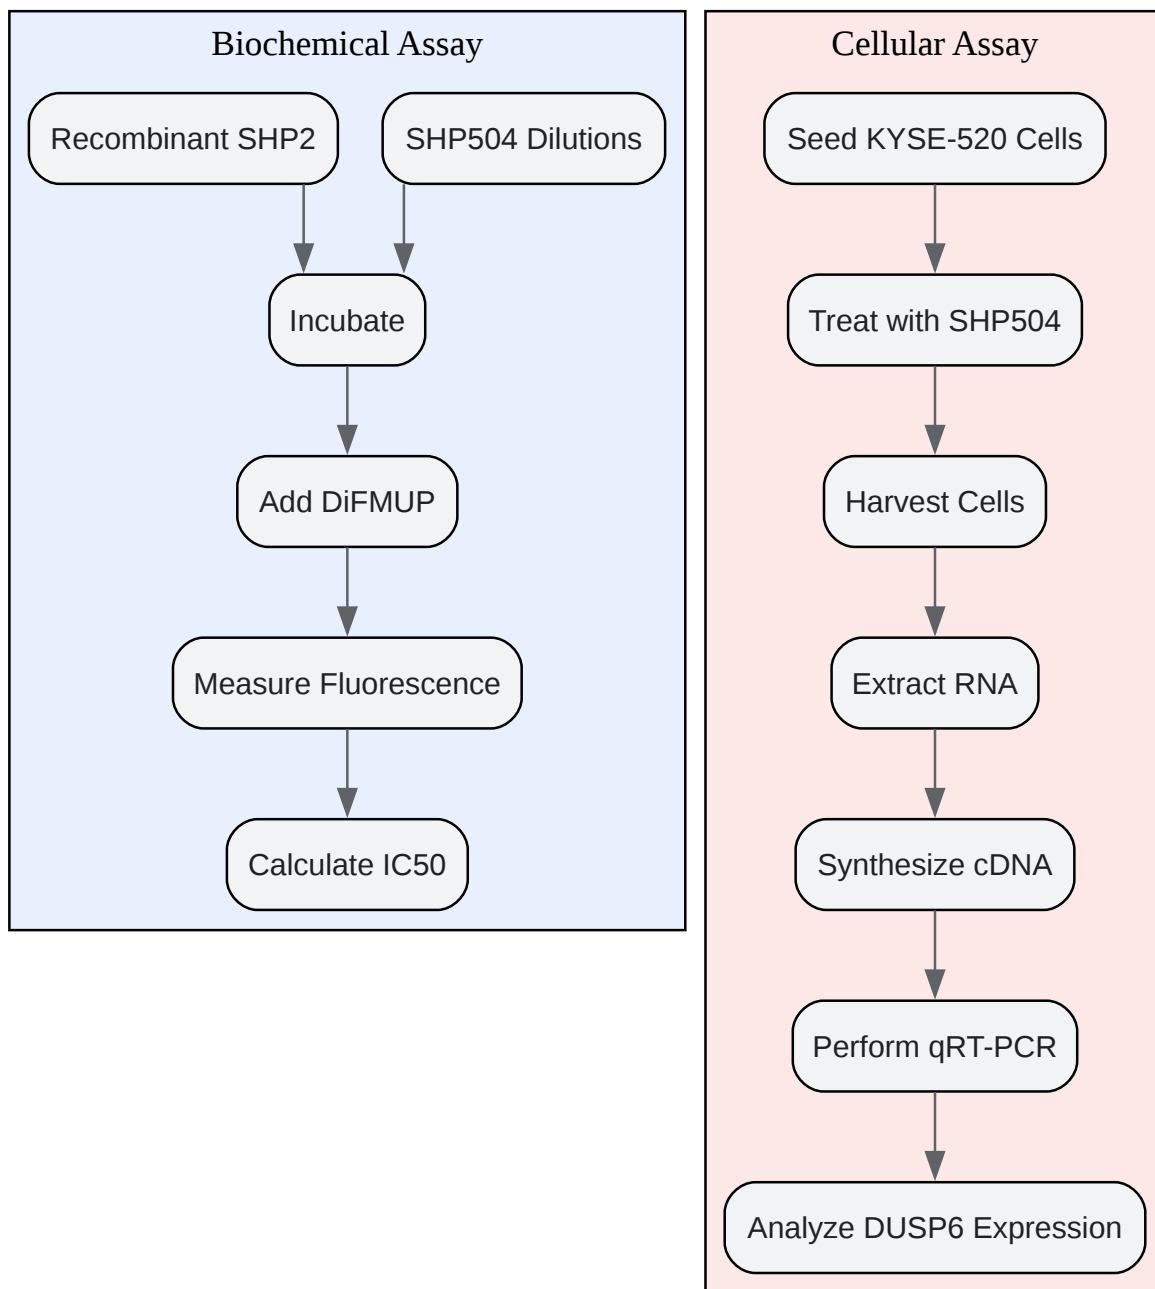 Biochemical Assay
Recombinant SHP2
SHP504 Dilutions
Incubate
Add DiFMUP
Measure Fluorescence
Calculate IC50
Cellular Assay
Seed KYSE-520 Cells
Treat with SHP504
Harvest Cells
Extract RNA
Synthesize cDNA
Perform qRT-PCR
Analyze DUSP6 Expression